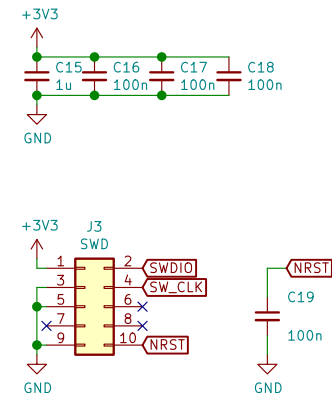 +3V3
C15 C16 C17 C18
1u 100n 100n 100n
GND
+3V3
J3
SWD
1 2 SWDIO
3 4 SW_CLK
5 6
7 8
9 10 NRST
GND
NRST
C19
100n
GND